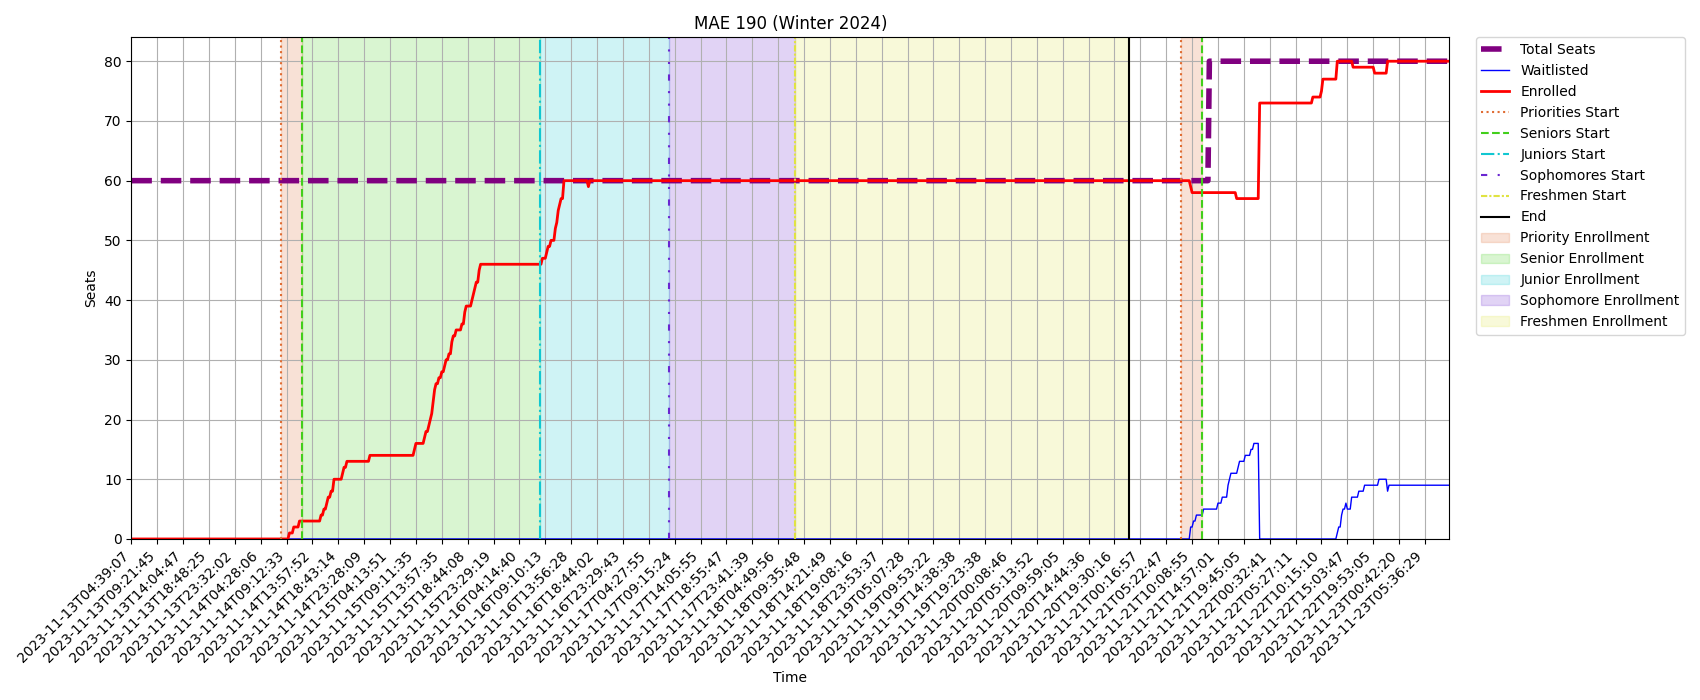 MAE 190 (Winter 2024)
80
70
60
50
40
30
20
10
0
Seats
2023-11-13T04:39:07
2023-11-13T09:21:45
2023-11-13T14:04:47
2023-11-13T18:48:25
2023-11-13T23:32:02
2023-11-14T04:28:06
2023-11-14T09:12:33
2023-11-14T13:57:52
2023-11-14T18:43:14
2023-11-14T23:28:09
2023-11-15T04:13:51
2023-11-15T09:11:35
2023-11-15T13:57:35
2023-11-15T18:44:08
2023-11-15T23:29:19
2023-11-16T04:14:40
2023-11-16T09:10:13
2023-11-16T13:56:28
2023-11-16T18:44:02
2023-11-16T23:29:43
2023-11-17T04:27:55
2023-11-17T09:15:24
2023-11-17T14:05:55
2023-11-17T18:55:47
2023-11-17T23:41:39
2023-11-18T04:49:56
2023-11-18T09:35:48
2023-11-18T14:21:49
2023-11-18T19:08:16
2023-11-18T23:53:37
2023-11-19T05:07:28
2023-11-19T09:53:22
2023-11-19T14:38:38
2023-11-19T19:23:38
2023-11-20T00:08:46
2023-11-20T05:13:52
2023-11-20T09:59:05
2023-11-20T14:44:36
2023-11-20T19:30:16
2023-11-21T00:16:57
2023-11-21T05:22:47
2023-11-21T10:08:55
2023-11-21T14:57:01
2023-11-21T19:45:05
2023-11-22T00:32:41
2023-11-22T05:27:11
2023-11-22T10:15:10
2023-11-22T15:03:47
2023-11-22T19:53:05
2023-11-23T00:42:20
2023-11-23T05:36:29
Time
Total Seats
Waitlisted
Enrolled
Priorities Start
Seniors Start
Juniors Start
Sophomores Start
Freshmen Start
End
Priority Enrollment
Senior Enrollment
Junior Enrollment
Sophomore Enrollment
Freshmen Enrollment